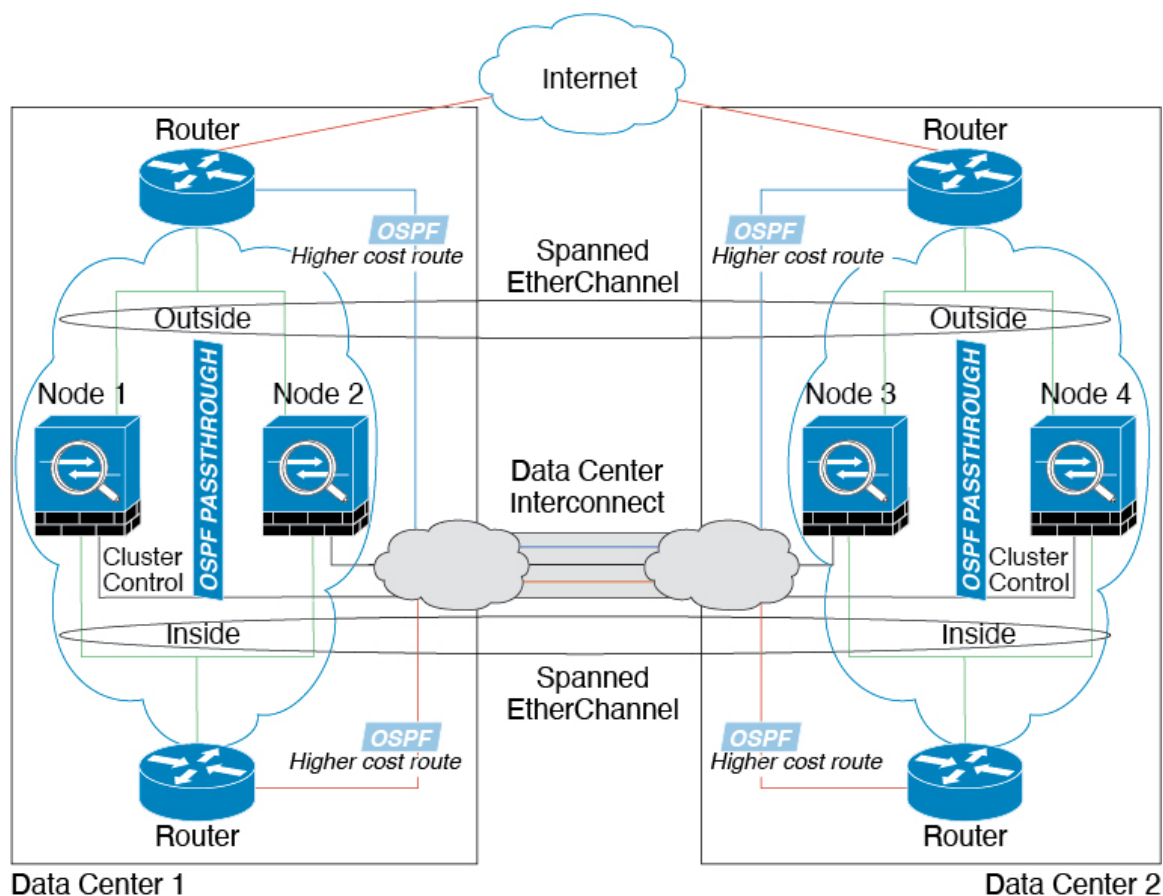 Internet
Router
Router
OSPF
Higher cost route
OSPF
Higher cost route
Spanned
EtherChannel
Outside
Outside
Node 1
Node 2
Node 3
Node 4
OSPF PASSTHROUGH
OSPF PASSTHROUGH
Data Center
Interconnect
Cluster
Control
Cluster
Control
Inside
Inside
Spanned
EtherChannel
OSPF
Higher cost route
OSPF
Higher cost route
Router
Router
Data Center 1
Data Center 2